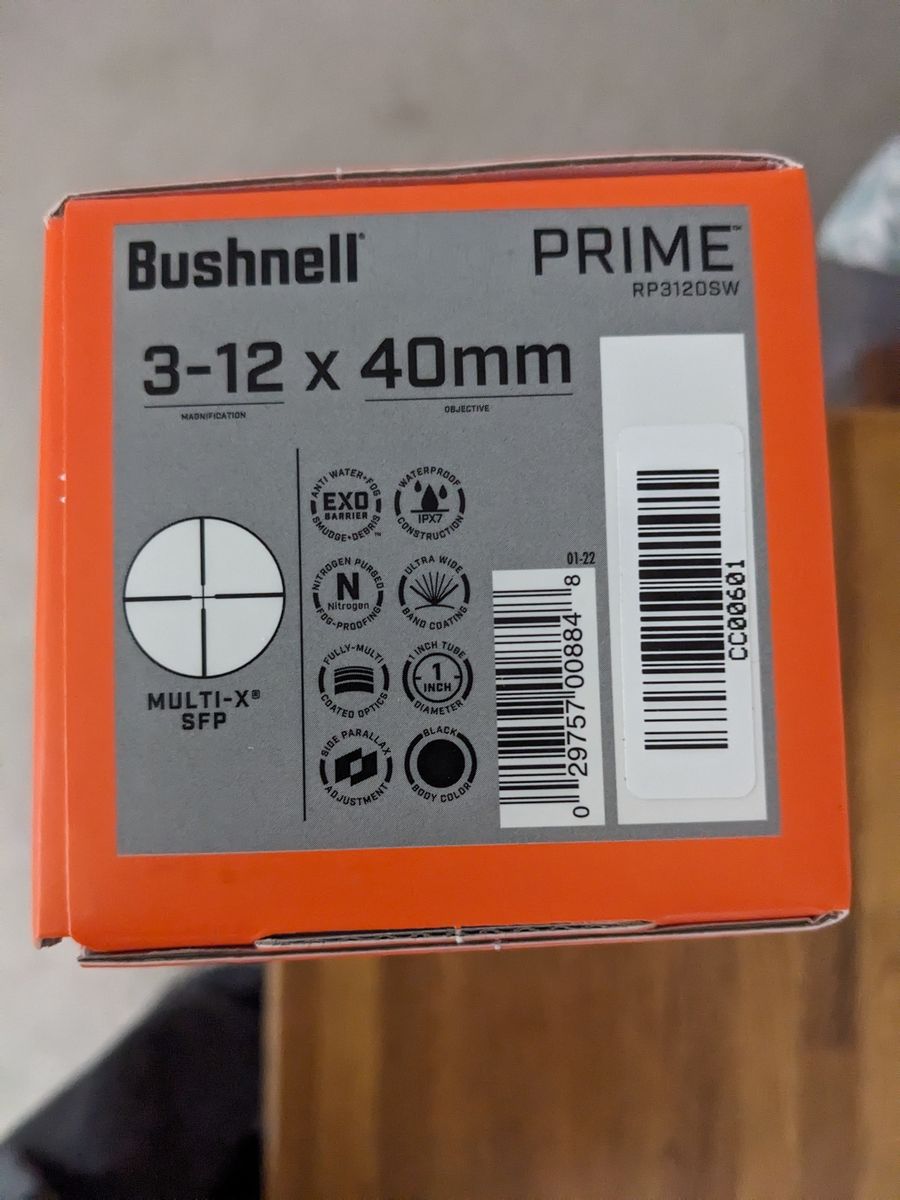 Bushnell®
PRIME™
RP3120SW
3-12 x 40mm
MAGNIFICATION
OBJECTIVE
MULTI-X®
SFP
ANTI WATER•FOG
EXO
BARRIER
SMUDGE•DEBRIS™
WATERPROOF
IPX7
CONSTRUCTION
NITROGEN PURGED
N
Nitrogen
FOG-PROOFING
ULTRA WIDE
BAND COATING
FULLY-MULTI
COATED OPTICS
1 INCH TUBE
1
INCH
DIAMETER
SIDE PARALLAX
ADJUSTMENT
BLACK
BODY COLOR
01-22
0 29757 00884 8
CC00601